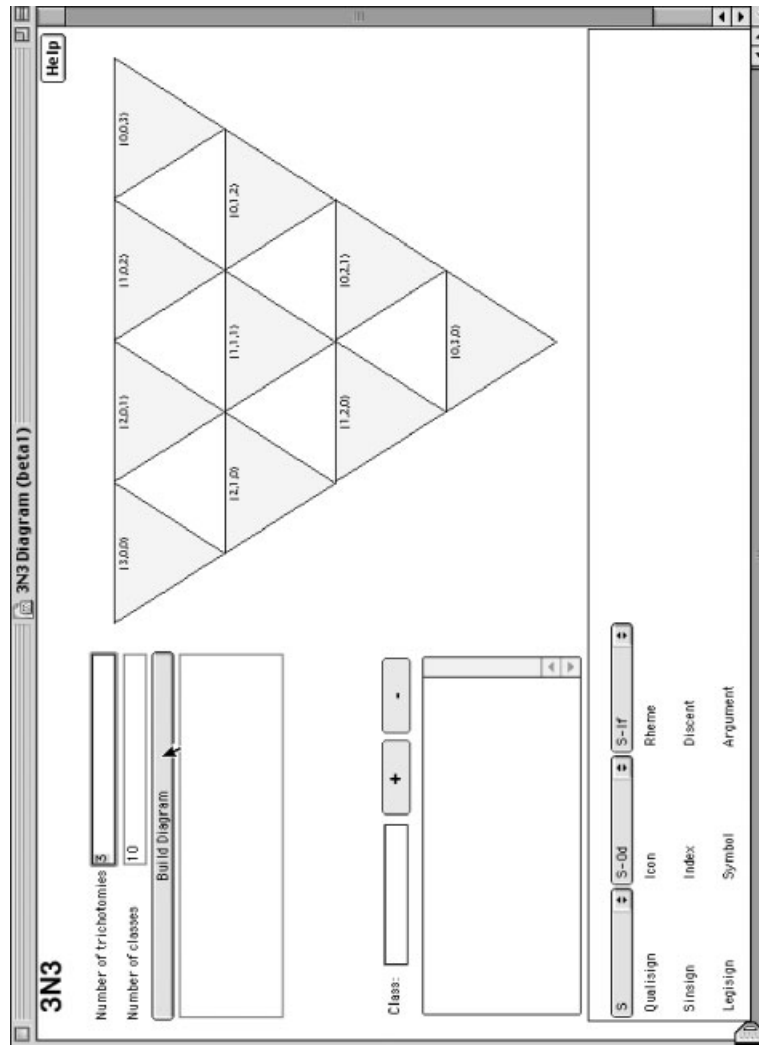 3N3 Diagram (beta1)
3N3
Help
Number of trichotomies 3
Number of classes 10
Build Diagram
|3,0,0) |2,0,1) |1,0,2) |0,0,3)
|2,1,0) |1,1,1) |0,1,2)
|1,2,0) |0,2,1)
|0,3,0)
Class: + -
S S-Od S-If
Qualisign Icon Rheme
Sinsign Index Discent
Legisign Symbol Argument